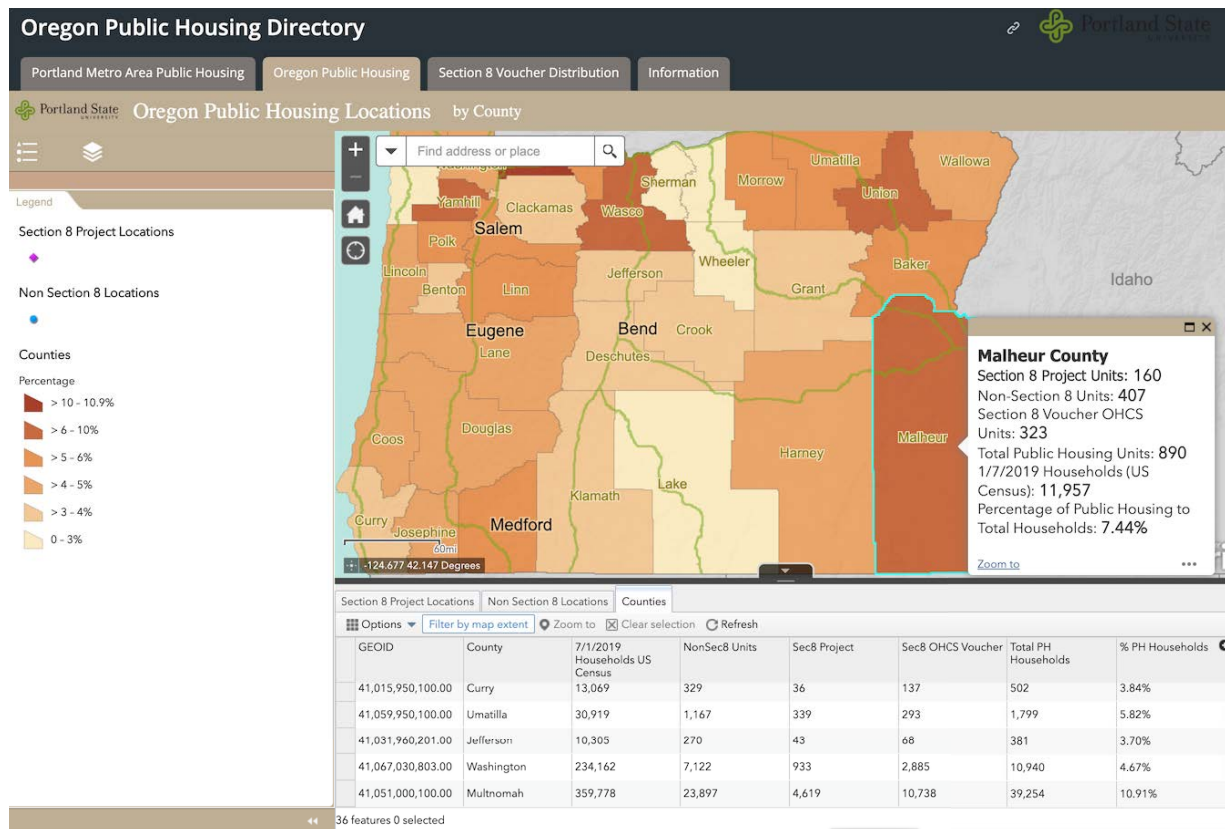 Oregon Public Housing Directory
Portland State
UNIVERSITY
Portland Metro Area Public Housing
Oregon Public Housing
Section 8 Voucher Distribution
Information
Portland State
UNIVERSITY
Oregon Public Housing Locations by County
Legend
Section 8 Project Locations
Non Section 8 Locations
Counties
Percentage
> 10 - 10.9%
> 6 - 10%
> 5 - 6%
> 4 - 5%
> 3 - 4%
0 - 3%
Find address or place
Washington
Yamhill
Clackamas
Salem
Polk
Lincoln
Benton
Linn
Eugene
Lane
Wasco
Sherman
Morrow
Umatilla
Wallowa
Union
Jefferson
Wheeler
Grant
Baker
Idaho
Bend
Crook
Deschutes
Coos
Douglas
Klamath
Lake
Harney
Malheur
Curry
Josephine
Medford
60mi
-124.677 42.147 Degrees
Malheur County
Section 8 Project Units: 160
Non-Section 8 Units: 407
Section 8 Voucher OHCS
Units: 323
Total Public Housing Units: 890
1/7/2019 Households (US
Census): 11,957
Percentage of Public Housing to
Total Households: 7.44%
Zoom to
Section 8 Project Locations Non Section 8 Locations Counties
Options Filter by map extent Zoom to Clear selection Refresh
GEOID County 7/1/2019 Households US Census NonSec8 Units Sec8 Project Sec8 OHCS Voucher Total PH Households % PH Households
41,015,950,100.00 Curry 13,069 329 36 137 502 3.84%
41,059,950,100.00 Umatilla 30,919 1,167 339 293 1,799 5.82%
41,031,960,201.00 Jefferson 10,305 270 43 68 381 3.70%
41,067,030,803.00 Washington 234,162 7,122 933 2,885 10,940 4.67%
41,051,000,100.00 Multnomah 359,778 23,897 4,619 10,738 39,254 10.91%
36 features 0 selected